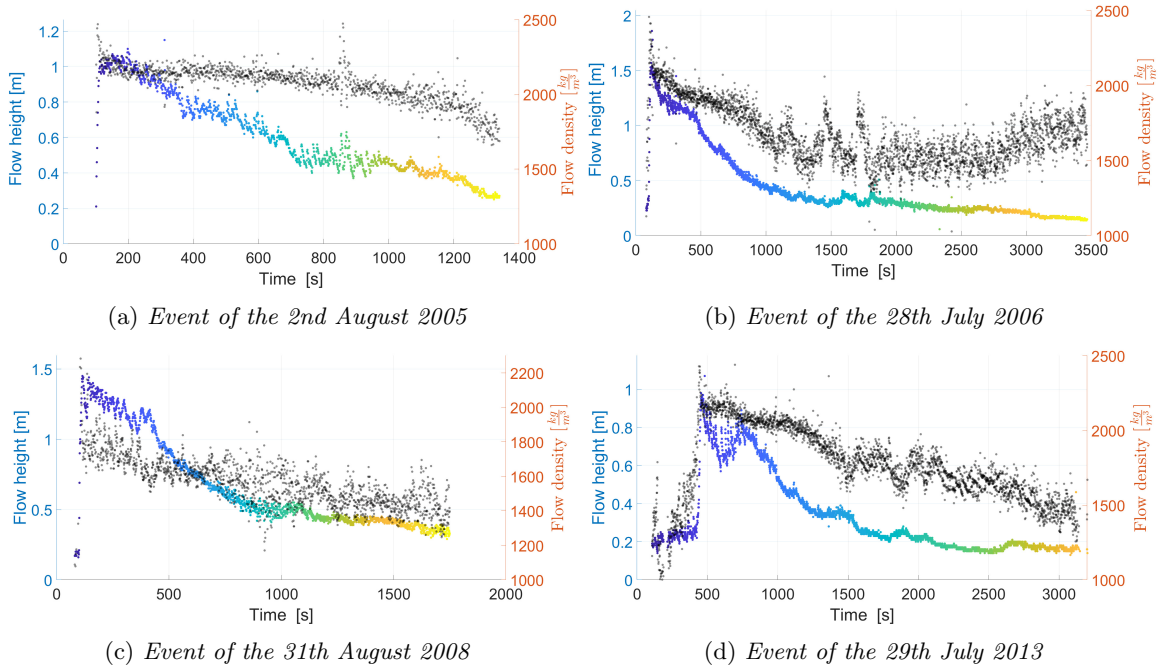 Flow height [m]
0
0.2
0.4
0.6
0.8
1
1.2
0 200 400 600 800 1000 1200 1400
Time [s]
1000
1500
2000
2500
Flow density [kg/m³]
(a) Event of the 2nd August 2005
Flow height [m]
0
0.5
1
1.5
2
0 500 1000 1500 2000 2500 3000 3500
Time [s]
1000
1500
2000
2500
Flow density [kg/m³]
(b) Event of the 28th July 2006
Flow height [m]
0
0.5
1
1.5
0 500 1000 1500 2000
Time [s]
1000
1200
1400
1600
1800
2000
2200
Flow density [kg/m³]
(c) Event of the 31th August 2008
Flow height [m]
0
0.2
0.4
0.6
0.8
1
0 500 1000 1500 2000 2500 3000
Time [s]
1000
1500
2000
2500
Flow density [kg/m³]
(d) Event of the 29th July 2013